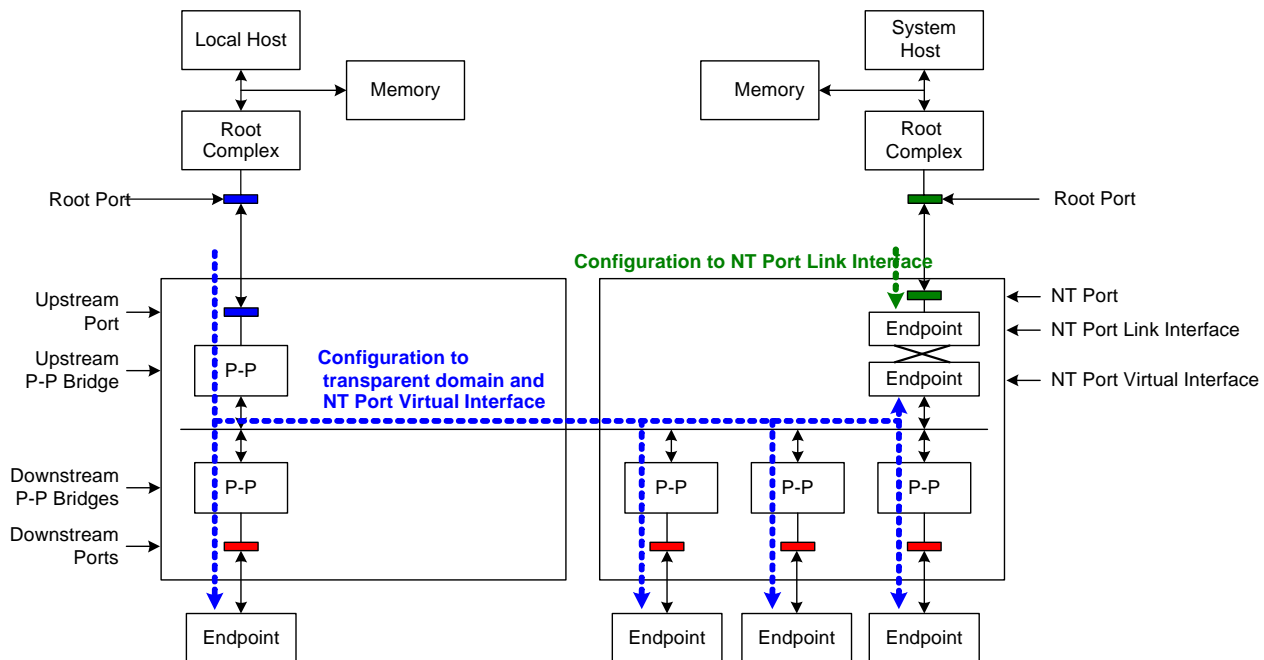 Local Host
System
Host
Memory
Memory
Root
Complex
Root
Complex
Root Port
Root Port
Configuration to NT Port Link Interface
Upstream
Port
NT Port
Endpoint
NT Port Link Interface
Upstream
P-P Bridge
P-P
Configuration to
transparent domain and
NT Port Virtual Interface
Endpoint
NT Port Virtual Interface
Downstream
P-P Bridges
P-P
P-P
P-P
P-P
Downstream
Ports
Endpoint
Endpoint
Endpoint
Endpoint